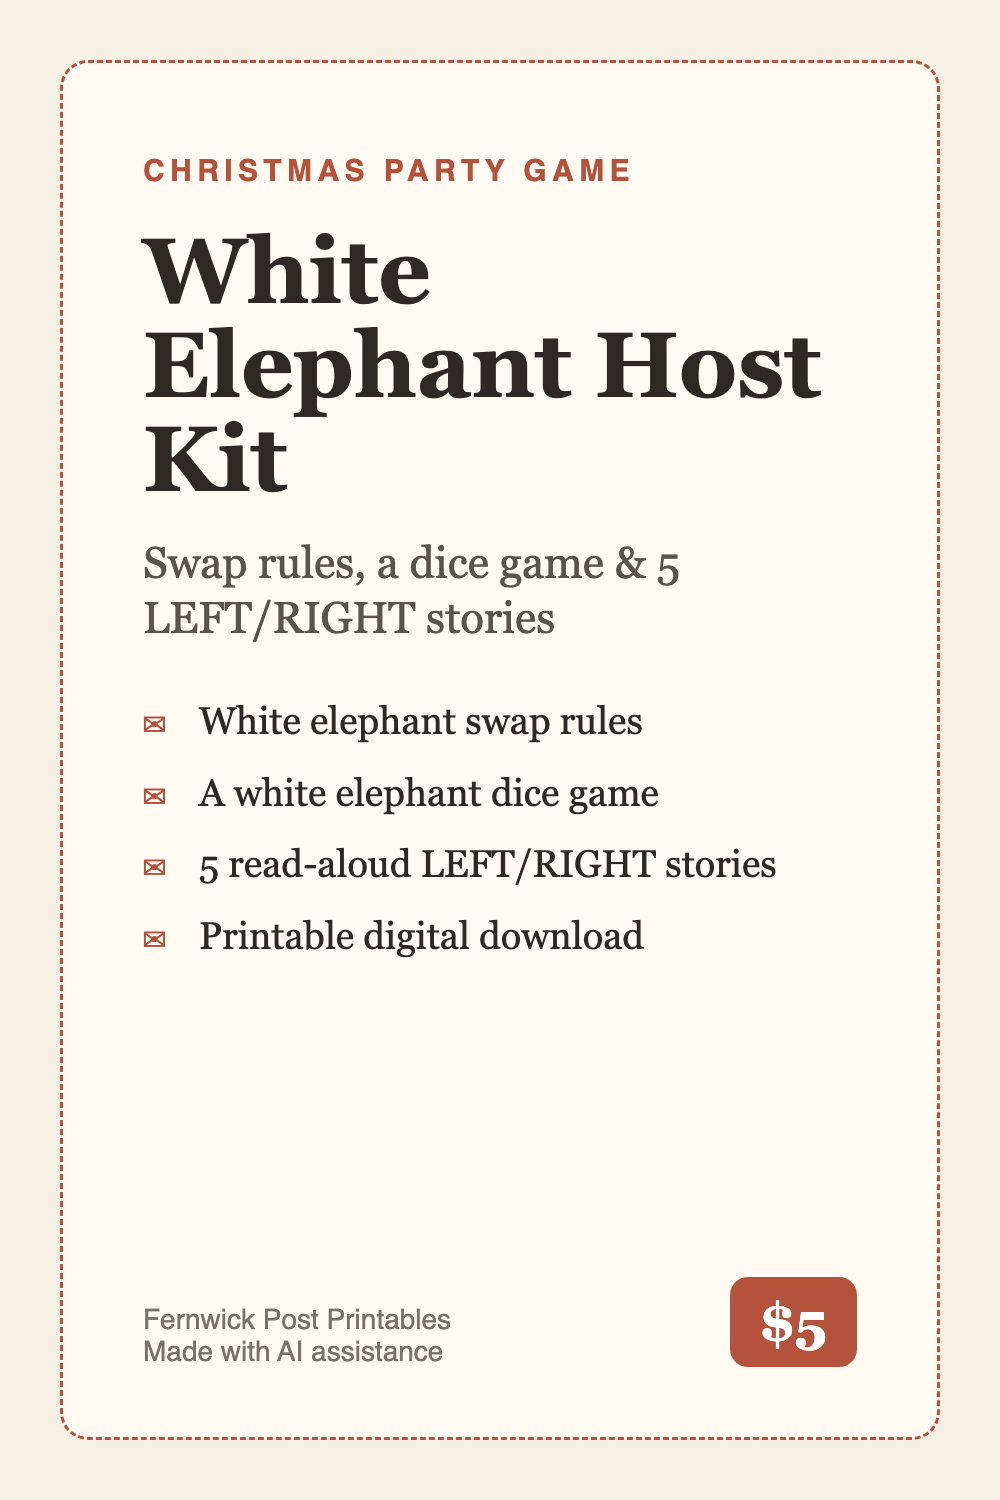 CHRISTMAS PARTY GAME
White
Elephant Host
Kit
Swap rules, a dice game & 5
LEFT/RIGHT stories
✉ White elephant swap rules
✉ A white elephant dice game
✉ 5 read-aloud LEFT/RIGHT stories
✉ Printable digital download
Fernwick Post Printables
Made with AI assistance
$5